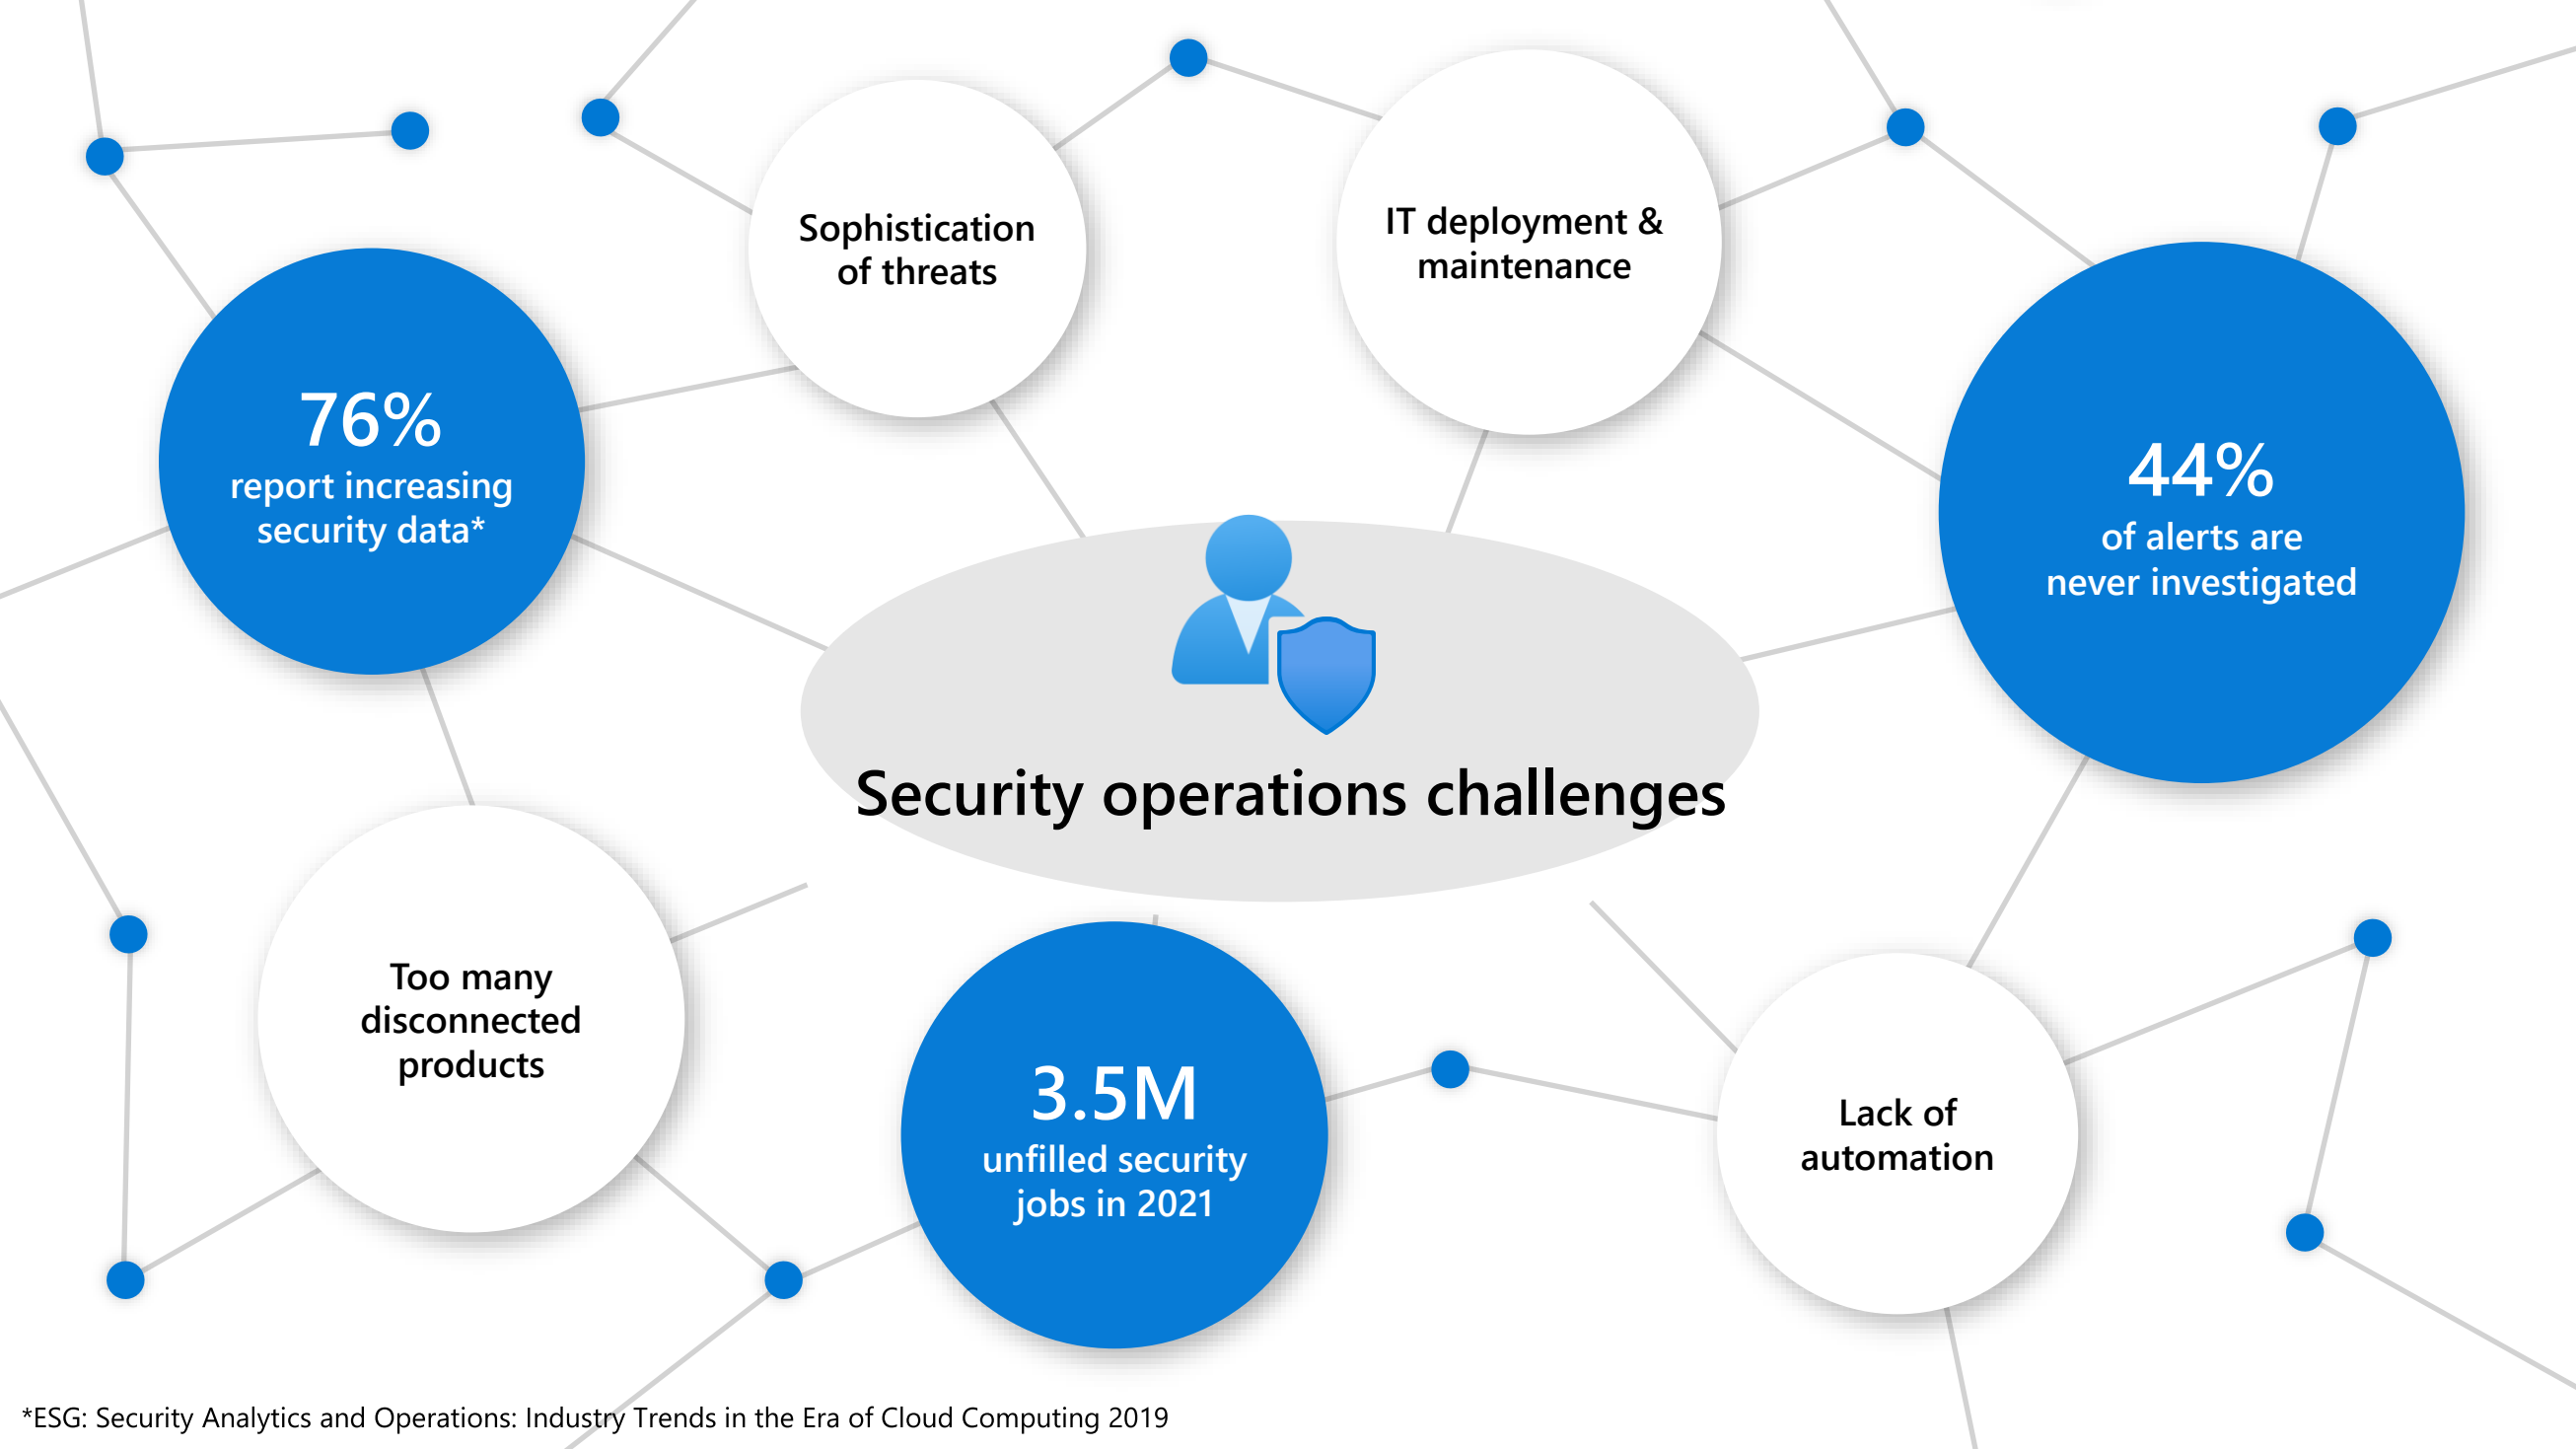 Sophistication
of threats
IT deployment &
maintenance
76%
report increasing
security data*
44%
of alerts are
never investigated
Security operations challenges
Too many
disconnected
products
3.5M
unfilled security
jobs in 2021
Lack of
automation
*ESG: Security Analytics and Operations: Industry Trends in the Era of Cloud Computing 2019